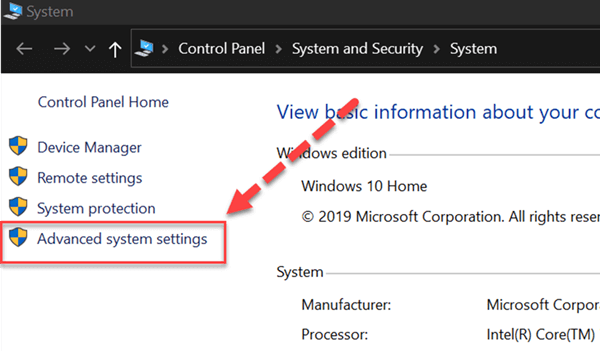 System
Control Panel System and Security System
Control Panel Home
Device Manager
Remote settings
System protection
Advanced system settings
View basic information about your co
Windows edition
Windows 10 Home
© 2019 Microsoft Corporation. All rights rese
System
Manufacturer: Microsoft Corpora
Processor: Intel(R) Core(TM)